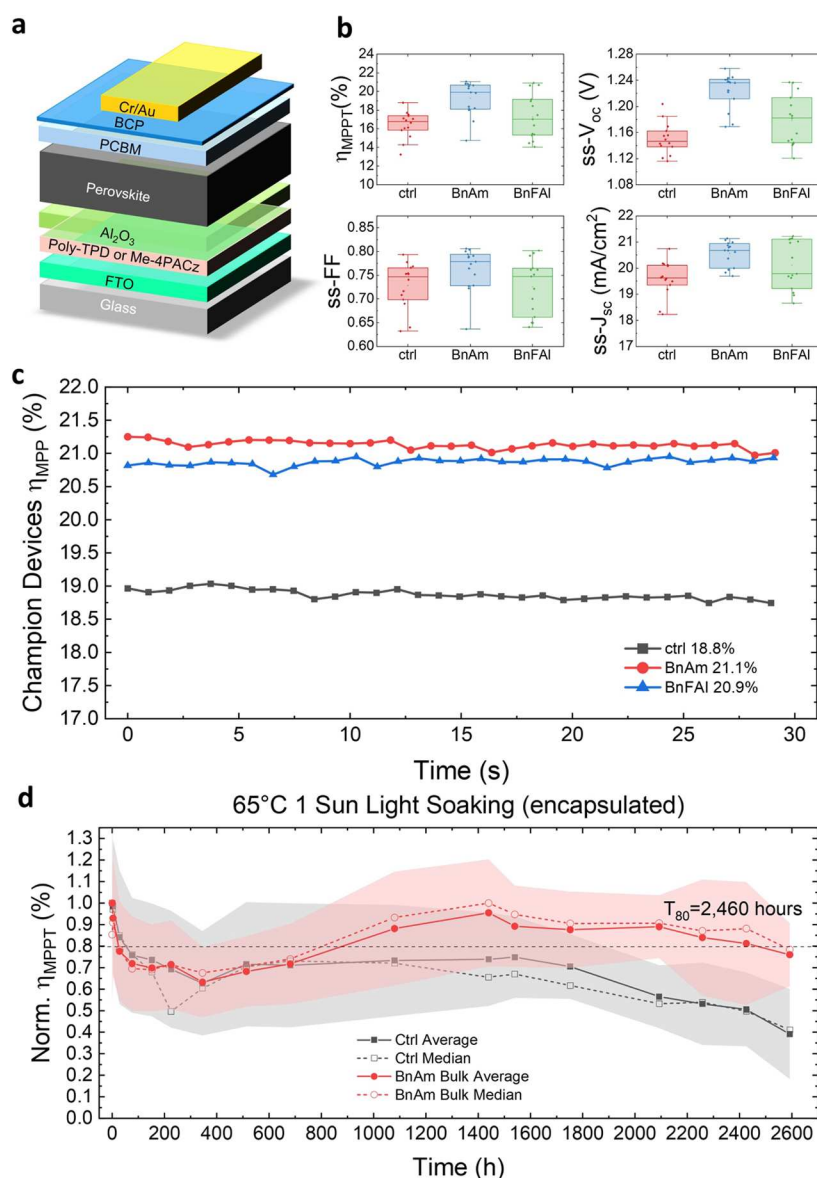 a
Cr/Au
BCP
PCBM
Perovskite
Al₂O₃
Poly-TPD or Me-4PACz
FTO
Glass
b
η_MPPT(%)
24
22
20
18
16
14
12
10
ctrl
BnAm
BnFAI
ss-V_oc (V)
1.28
1.24
1.20
1.16
1.12
1.08
ctrl
BnAm
BnFAI
ss-FF
0.85
0.80
0.75
0.70
0.65
0.60
ctrl
BnAm
BnFAI
ss-J_sc (mA/cm²)
22
21
20
19
18
17
ctrl
BnAm
BnFAI
c
Champion Devices η_MPP (%)
22.0
21.5
21.0
20.5
20.0
19.5
19.0
18.5
18.0
17.5
17.0
0
5
10
15
20
25
30
Time (s)
ctrl 18.8%
BnAm 21.1%
BnFAI 20.9%
d
65°C 1 Sun Light Soaking (encapsulated)
Norm. η_MPPT (%)
1.3
1.2
1.1
1.0
0.9
0.8
0.7
0.6
0.5
0.4
0.3
0.2
0.1
0.0
T₈₀=2,460 hours
Ctrl Average
Ctrl Median
BnAm Bulk Average
BnAm Bulk Median
0
200
400
600
800
1000
1200
1400
1600
1800
2000
2200
2400
2600
Time (h)